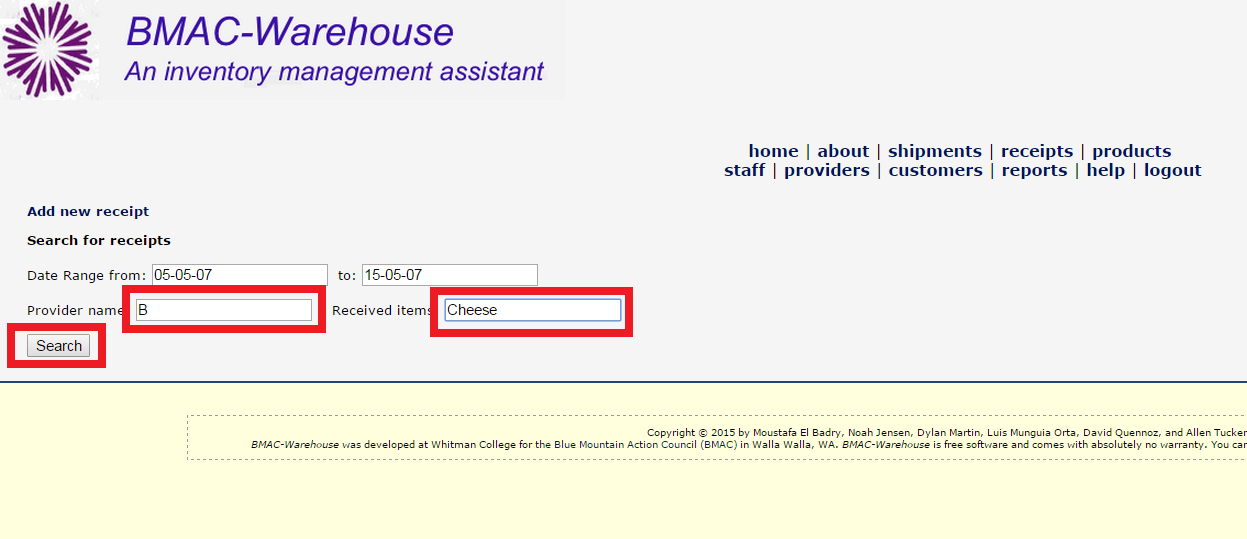 BMAC-Warehouse
An inventory management assistant
home | about | shipments | receipts | products
staff | providers | customers | reports | help | logout
Add new receipt
Search for receipts
Date Range from: 05-05-07 to: 15-05-07
Provider name B Received items Cheese
Search
Copyright © 2015 by Moustafa El Badry, Noah Jensen, Dylan Martin, Luis Munguia Orta, David Quennoz, and Allen Tucker
BMAC-Warehouse was developed at Whitman College for the Blue Mountain Action Council (BMAC) in Walla Walla, WA. BMAC-Warehouse is free software and comes with absolutely no warranty. You can